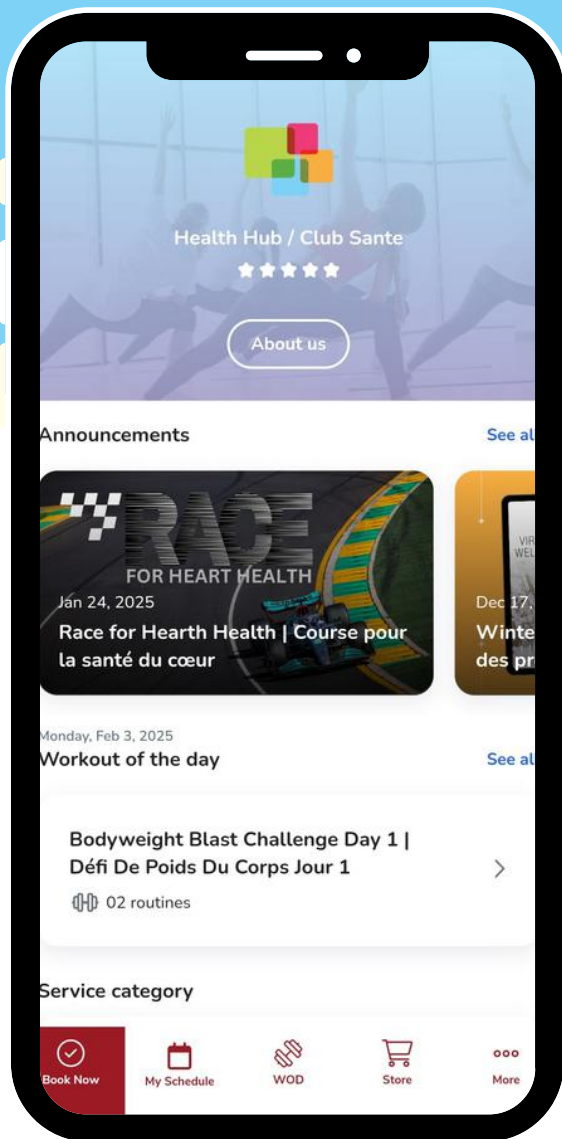 Health Hub / Club Sante
About us
Announcements
See al
RACE
FOR HEART HEALTH
Jan 24, 2025
Race for Hearth Health | Course pour
la santé du cœur
VIR
WEL
Dec 17,
Winte
des pr
Monday, Feb 3, 2025
Workout of the day
See al
Bodyweight Blast Challenge Day 1 |
Défi De Poids Du Corps Jour 1
02 routines
Service category
Book Now
My Schedule
WOD
Store
More